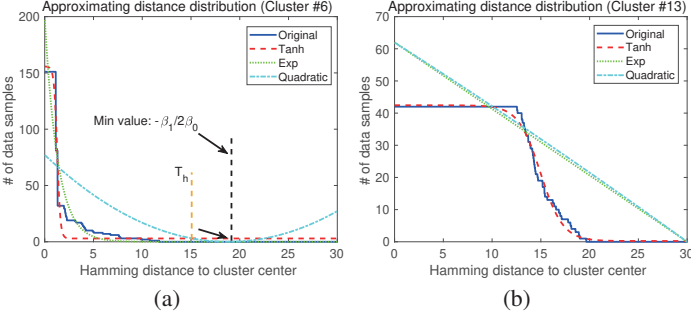 Approximating distance distribution (Cluster #6)
# of data samples
200
150
100
50
0
Original
Tanh
Exp
Quadratic
Min value: -β₁/2β₀
Tₕ
0 5 10 15 20 25 30
Hamming distance to cluster center
(a)
Approximating distance distribution (Cluster #13)
# of data samples
70
60
50
40
30
20
10
0
Original
Tanh
Exp
Quadratic
0 5 10 15 20 25 30
Hamming distance to cluster center
(b)